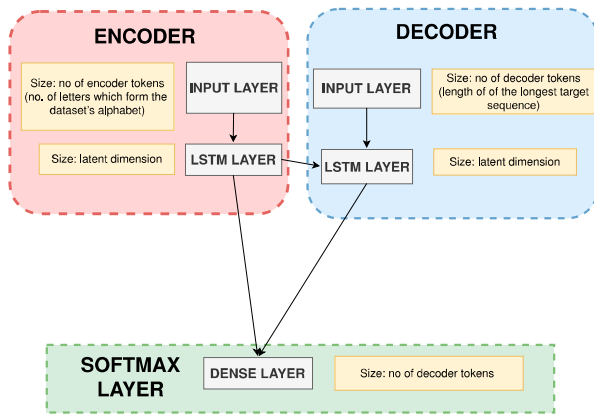 ENCODER
Size: no of encoder tokens
(no. of letters which form the
dataset's alphabet)
INPUT LAYER
Size: latent dimension
LSTM LAYER
DECODER
INPUT LAYER
Size: no of decoder tokens
(length of of the longest target
sequence)
LSTM LAYER
Size: latent dimension
SOFTMAX
LAYER
DENSE LAYER
Size: no of decoder tokens